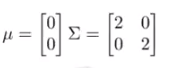 μ = [0 0] Σ = [2 0 0 2]